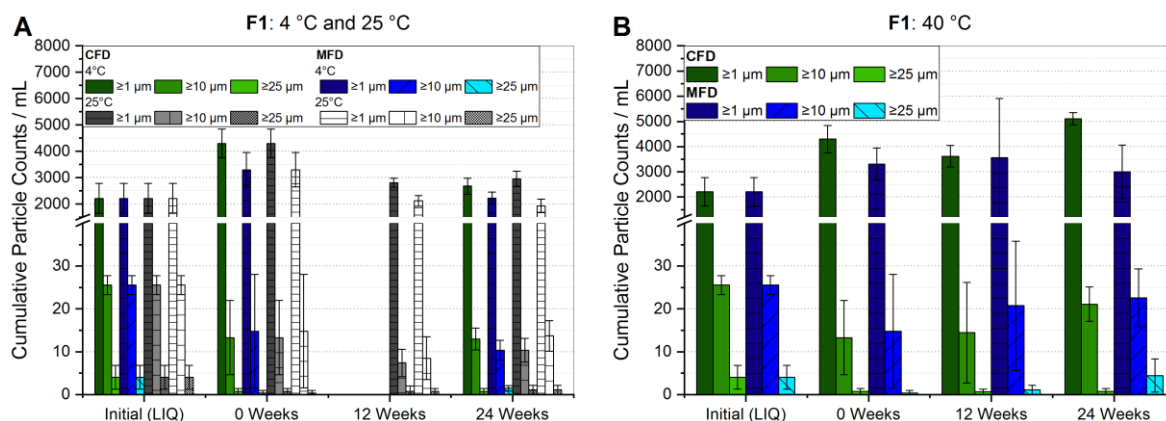 A
F1: 4 °C and 25 °C
Cumulative Particle Counts / mL
8000
7000
6000
5000
4000
3000
2000
30
20
10
0
CFD MFD
4°C 4°C
≥1 µm ≥10 µm ≥25 µm ≥1 µm ≥10 µm ≥25 µm
25°C 25°C
≥1 µm ≥10 µm ≥25 µm ≥1 µm ≥10 µm ≥25 µm
Initial (LIQ) 0 Weeks 12 Weeks 24 Weeks
B
F1: 40 °C
Cumulative Particle Counts / mL
8000
7000
6000
5000
4000
3000
2000
30
20
10
0
CFD
≥1 µm ≥10 µm ≥25 µm
MFD
≥1 µm ≥10 µm ≥25 µm
Initial (LIQ) 0 Weeks 12 Weeks 24 Weeks